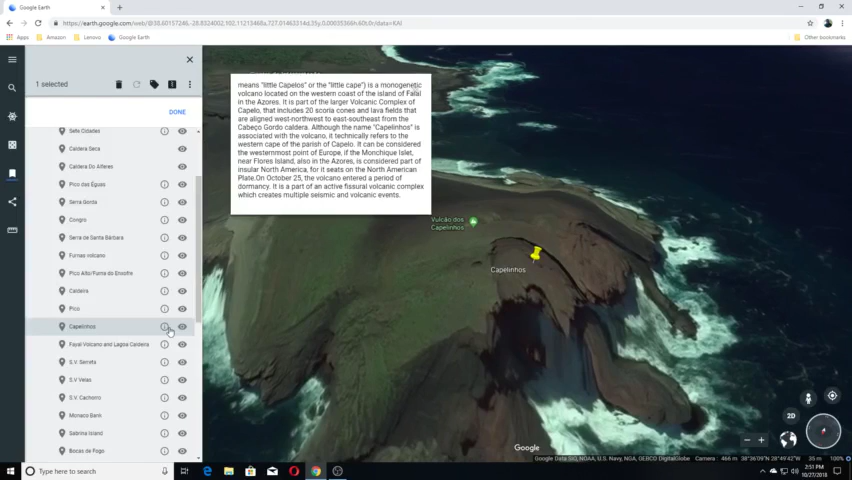 Google Earth
https://earth.google.com/web/@38.60157246,-28.8324002,102.11213468a,727.01463214d,35y,0.00035366h,60t,0r/data=KAI
Apps Amazon Lenovo Google Earth Other bookmarks
1 selected
DONE
Sete Cidades
Caldeira Seca
Caldeira Do Alferes
Pico das Éguas
Serra Gorda
Congro
Serra de Santa Bárbara
Furnas volcano
Pico Alto/Furna do Enxofre
Caldeira
Pico
Capelinhos
Fayal Volcano and Lagoa Caldeira
S.V. Serreta
S.V Velas
S.V. Cachorro
Monaco Bank
Sabrina Island
Bocas de Fogo
means "little Capelos" or the "little cape") is a monogenetic
volcano located on the western coast of the island of Faial
in the Azores. It is part of the larger Volcanic Complex of
Capelo, that includes 20 scoria cones and lava fields that
are aligned west-northwest to east-southeast from the
Cabeço Gordo caldera. Although the name "Capelinhos" is
associated with the volcano, it technically refers to the
western cape of the parish of Capelo. It can be considered
the westernmost point of Europe, if the Monchique Islet,
near Flores Island, also in the Azores, is considered part of
insular North America; for it seats on the North American
Plate.On October 25, the volcano entered a period of
dormancy. It is a part of an active fissural volcanic complex
which creates multiple seismic and volcanic events.
Vulcão dos
Capelinhos
Capelinhos
2D
Google
Data SIO, NOAA, U.S. Navy, NGA, GEBCO DigitalGlobe Camera 466 m 38°36'09"N 28°49'42"W 35 m 100%
Type here to search
2:51 PM
10/27/2018